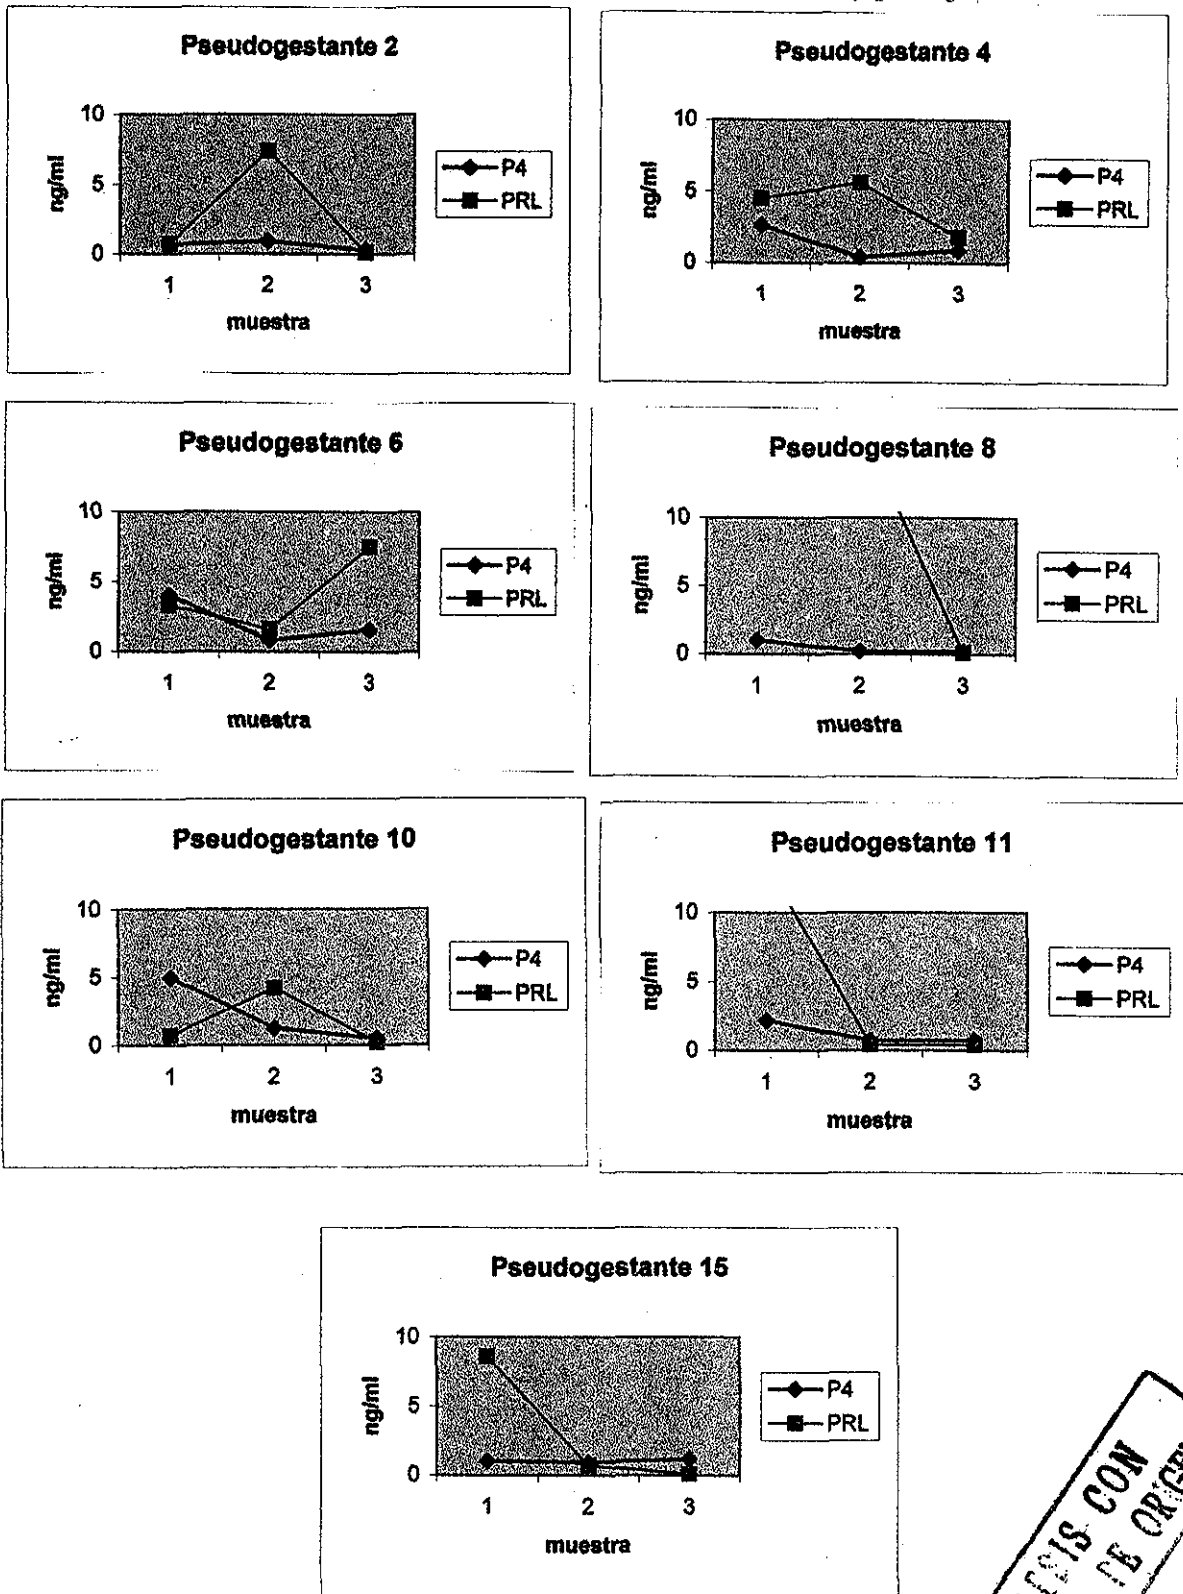 Pseudogestante 2
10
5
0
ng/ml
1 2 3
muestra
P4
PRL
Pseudogestante 4
10
5
0
ng/ml
1 2 3
muestra
P4
PRL
Pseudogestante 6
10
5
0
ng/ml
1 2 3
muestra
P4
PRL
Pseudogestante 8
10
5
0
ng/ml
1 2 3
muestra
P4
PRL
Pseudogestante 10
10
5
0
ng/ml
1 2 3
muestra
P4
PRL
Pseudogestante 11
10
5
0
ng/ml
1 2 3
muestra
P4
PRL
Pseudogestante 15
10
5
0
ng/ml
1 2 3
muestra
P4
PRL
CON
DE